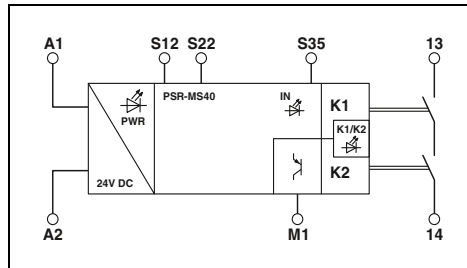 A1 S12 S22 S35 13
PSR-MS40 IN K1
PWR K1/K2
24V DC K2
A2 M1 14